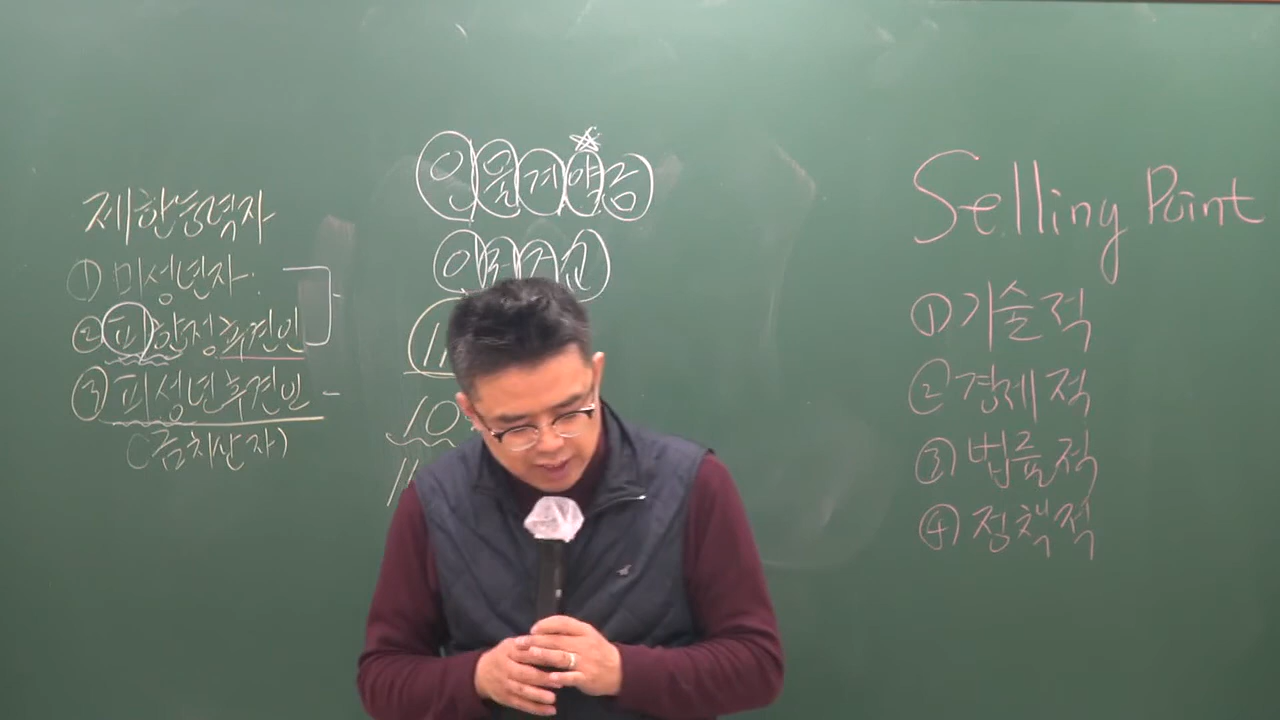 제한능력자
① 미성년자.
② 피한정후견인
③ 피성년후견인
(금치산자)
10
Selling Point
① 기술적
② 경제적
③ 법률적
④ 정책적